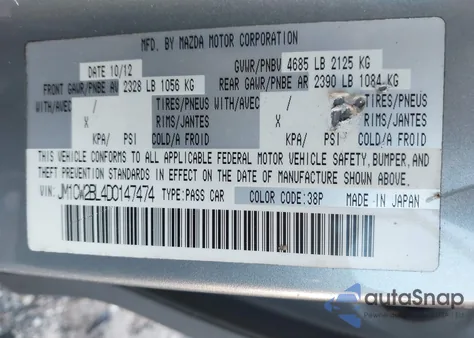 MFD. BY MAZDA MOTOR CORPORATION
DATE 10/12 GVWR/PNBV 4685 LB 2125 KG
FRONT GAWR/PNBE AV 2328 LB 1056 KG REAR GAWR/PNBE AR 2390 LB 1084 KG
WITH/AVEC / TIRES/PNEUS WITH/AVEC / TIRES/PNEUS
X RIMS/JANTES X RIMS/JANTES
KPA/ PSI COLD/A FROID KPA/ PSI COLD/A FROID
THIS VEHICLE CONFORMS TO ALL APPLICABLE FEDERAL MOTOR VEHICLE SAFETY, BUMPER, AND
THEFT PREVENTION STANDARDS IN EFFECT ON THE DATE OF MANUFACTURE SHOWN ABOVE.
VIN: JM1CW2BL4D0147474 TYPE:PASS CAR COLOR CODE:38P MADE IN JAPAN
autoSnap